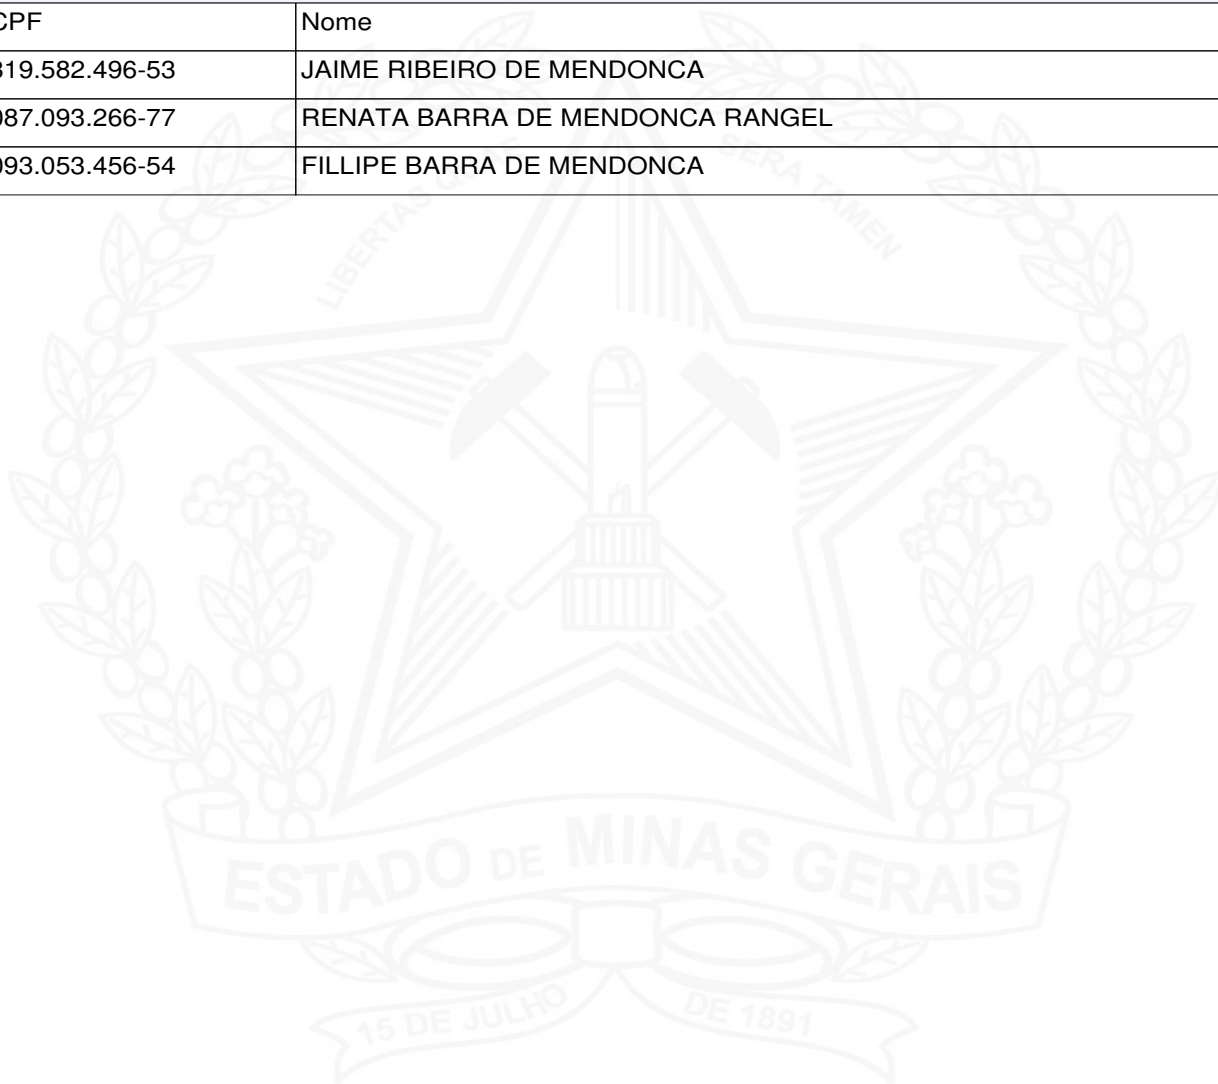 CPF Nome
819.582.496-53 JAIME RIBEIRO DE MENDONCA
087.093.266-77 RENATA BARRA DE MENDONCA RANGEL
093.053.456-54 FILLIPE BARRA DE MENDONCA
LIBERTAS QUÆ SERA TAMEN
ESTADO DE MINAS GERAIS
15 DE JULHO DE 1891